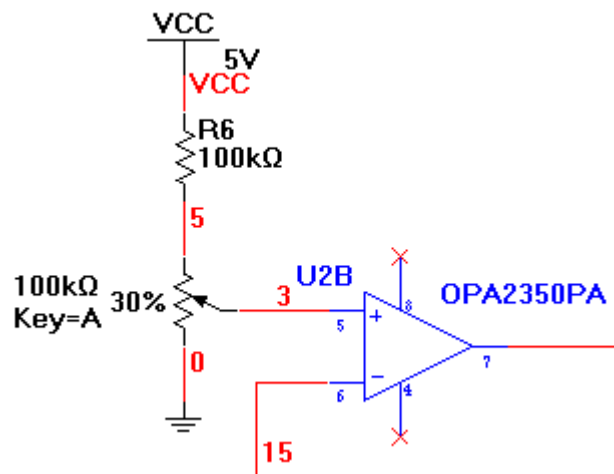 VCC
5V
VCC
R6
100kΩ
5
100kΩ
30%
Key=A
3
U2B
OPA2350PA
8
5
+
7
6
−
4
0
15